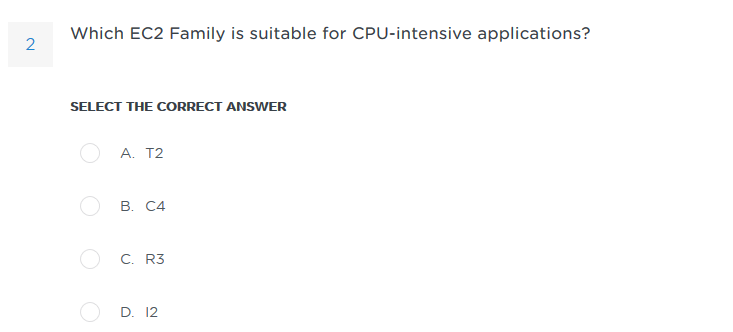 2
Which EC2 Family is suitable for CPU-intensive applications?
SELECT THE CORRECT ANSWER
A. T2
B. C4
C. R3
D. I2